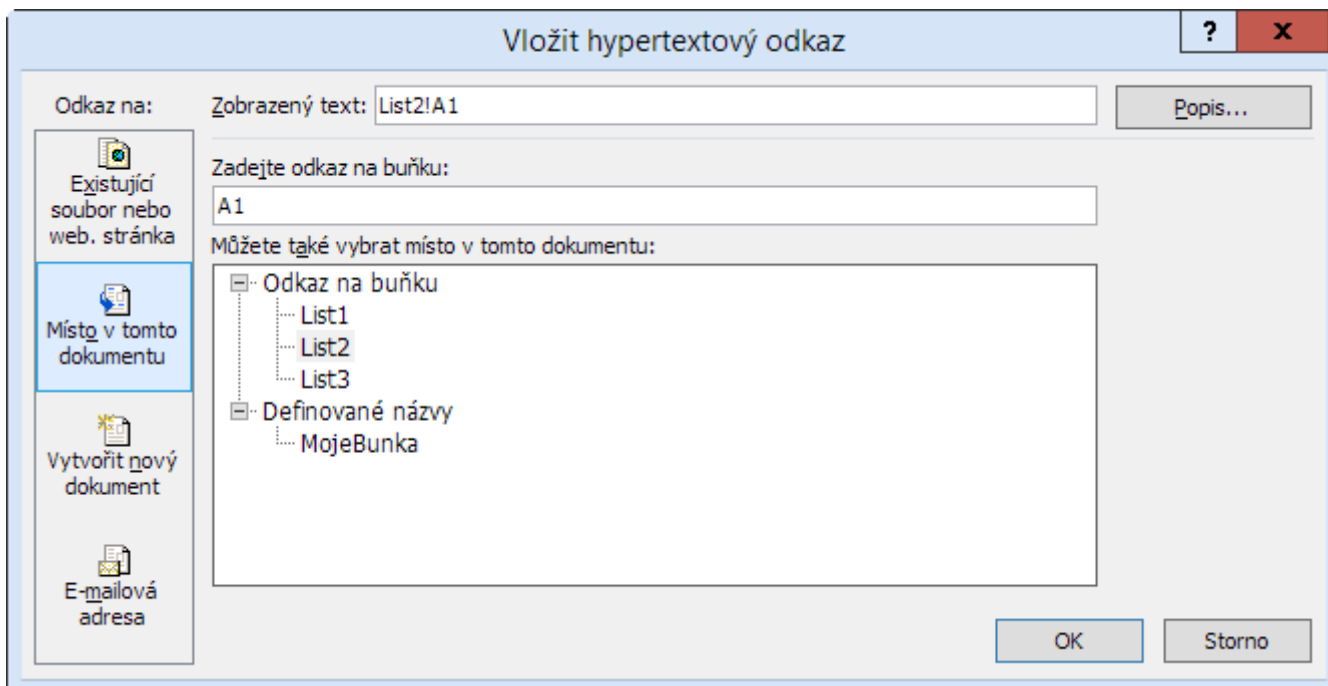 Vložit hypertextový odkaz
?
x
Odkaz na:
Zobrazený text:
List2!A1
Popis...
Existující
soubor nebo
web. stránka
Místo v tomto
dokumentu
Vytvořit nový
dokument
E-mailová
adresa
Zadejte odkaz na buňku:
A1
Můžete také vybrat místo v tomto dokumentu:
Odkaz na buňku
List1
List2
List3
Definované názvy
MojeBunka
OK
Storno